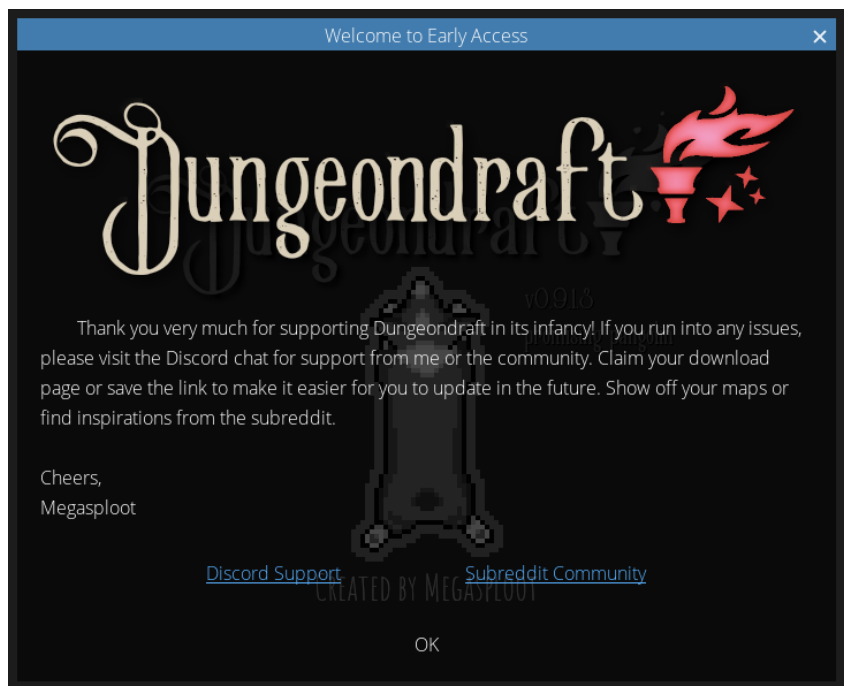 Welcome to Early Access
Dungeondraft
Dungeondraft
v0.9.1.3
Thank you very much for supporting Dungeondraft in its infancy! If you run into any issues,
please visit the Discord chat for support from me or the community. Claim your download
page or save the link to make it easier for you to update in the future. Show off your maps or
find inspirations from the subreddit.
Cheers,
Megasploot
Discord Support
Subreddit Community
Created by Megasploot
OK